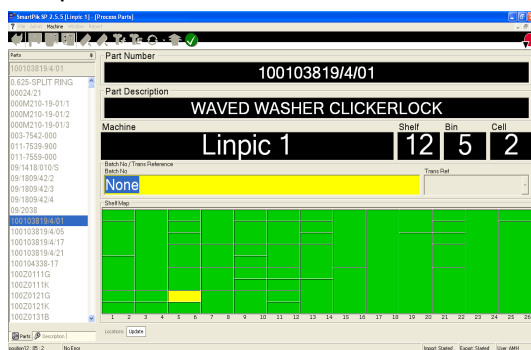 SmartPik SP 2.5.5 [Linpic 1] - [Process Parts]
Machine
Parts
100103819/4/01
0.625-SPLIT RING
00024/21
000M210-19-01/1
000M210-19-01/2
000M210-19-01/3
003-7542-000
011-7539-900
011-7559-000
09/1418/010/S
09/1809/42/2
09/1809/42/3
09/1809/42/4
09/2038
100103819/4/01
100103819/4/05
100103819/4/17
100103819/4/21
100104338-17
100Z0111G
100Z0111K
100Z0121G
100Z0121K
100Z0131B
Parts Description
Part Number
100103819/4/01
Part Description
WAVED WASHER CLICKERLOCK
Machine Shelf Bin Cell
Linpic 1 12 5 2
Batch No / Trans Reference
Batch No Trans Ref
None
Shelf Map
1 2 3 4 5 6 7 8 9 10 11 12 13 14 15 16 17 18 19 20 21 22 23 24 25 26
Locations Update
position12 : 05 : 2 No Error Import: Started Export: Started User: AMH